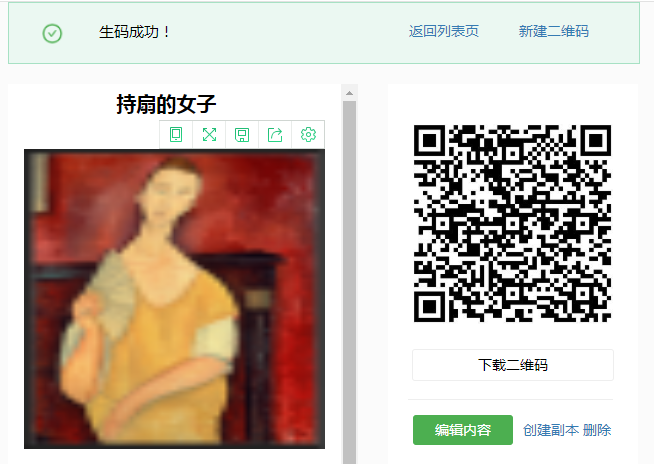 生码成功！
返回列表页
新建二维码
持扇的女子
下载二维码
编辑内容
创建副本 删除